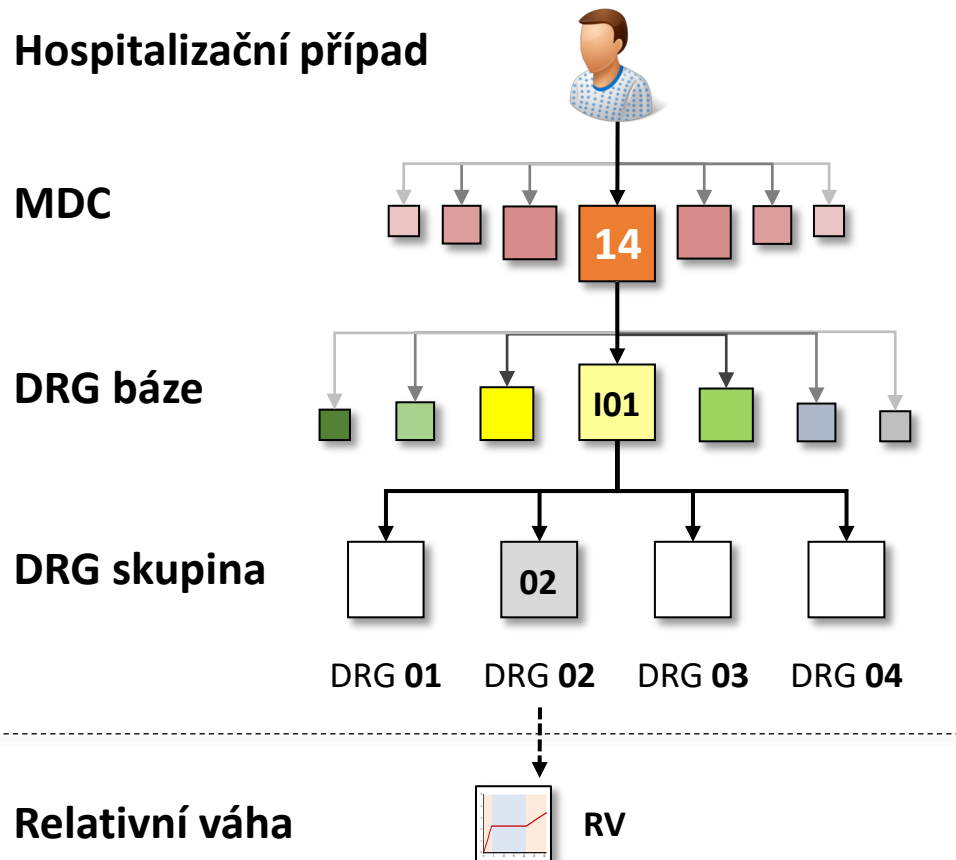 Hospitalizační případ
MDC
14
DRG báze
I01
DRG skupina
02
DRG 01 DRG 02 DRG 03 DRG 04
Relativní váha
RV